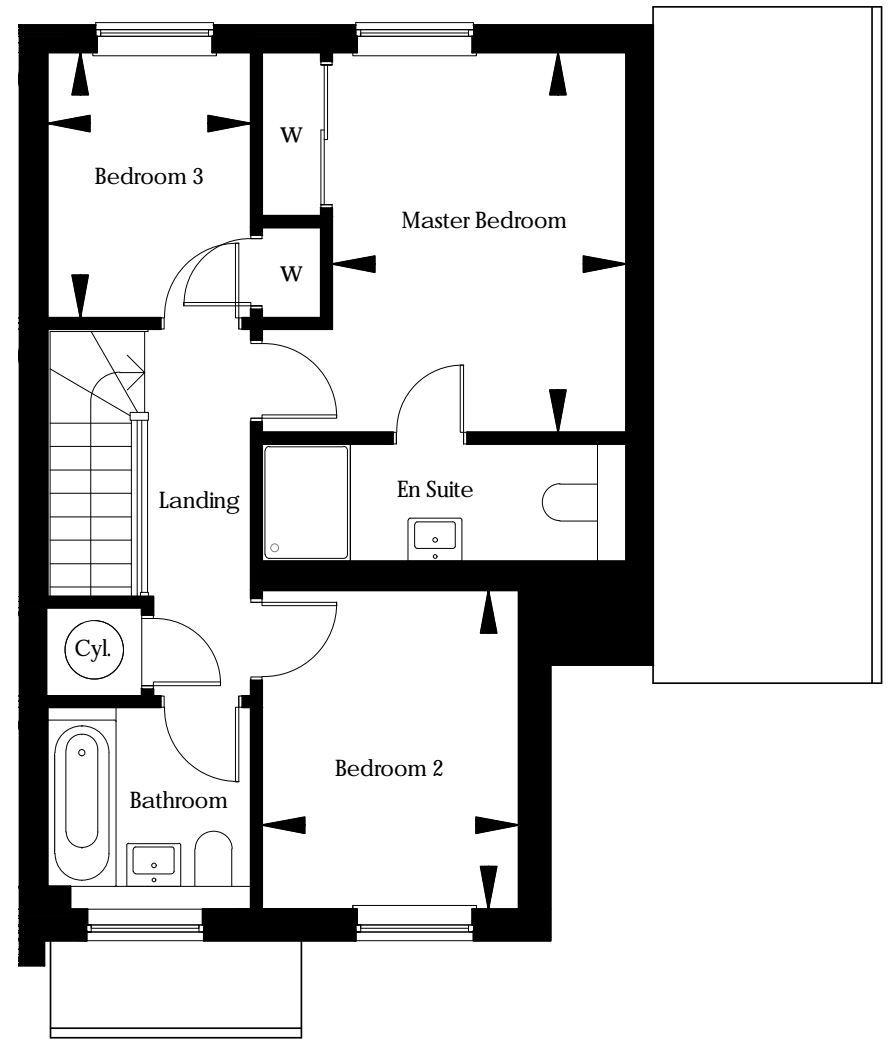 W
Bedroom 3
Master Bedroom
W
En Suite
Landing
Cyl.
Bedroom 2
Bathroom